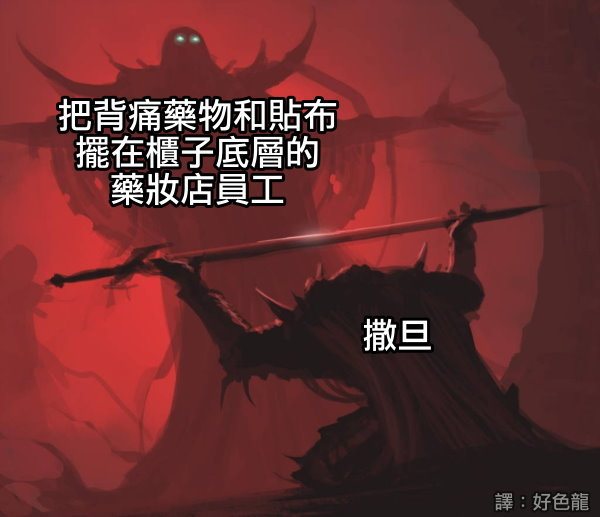 把背痛藥物和貼布
擺在櫃子底層的
藥妝店員工
撒旦
譯：好色龍